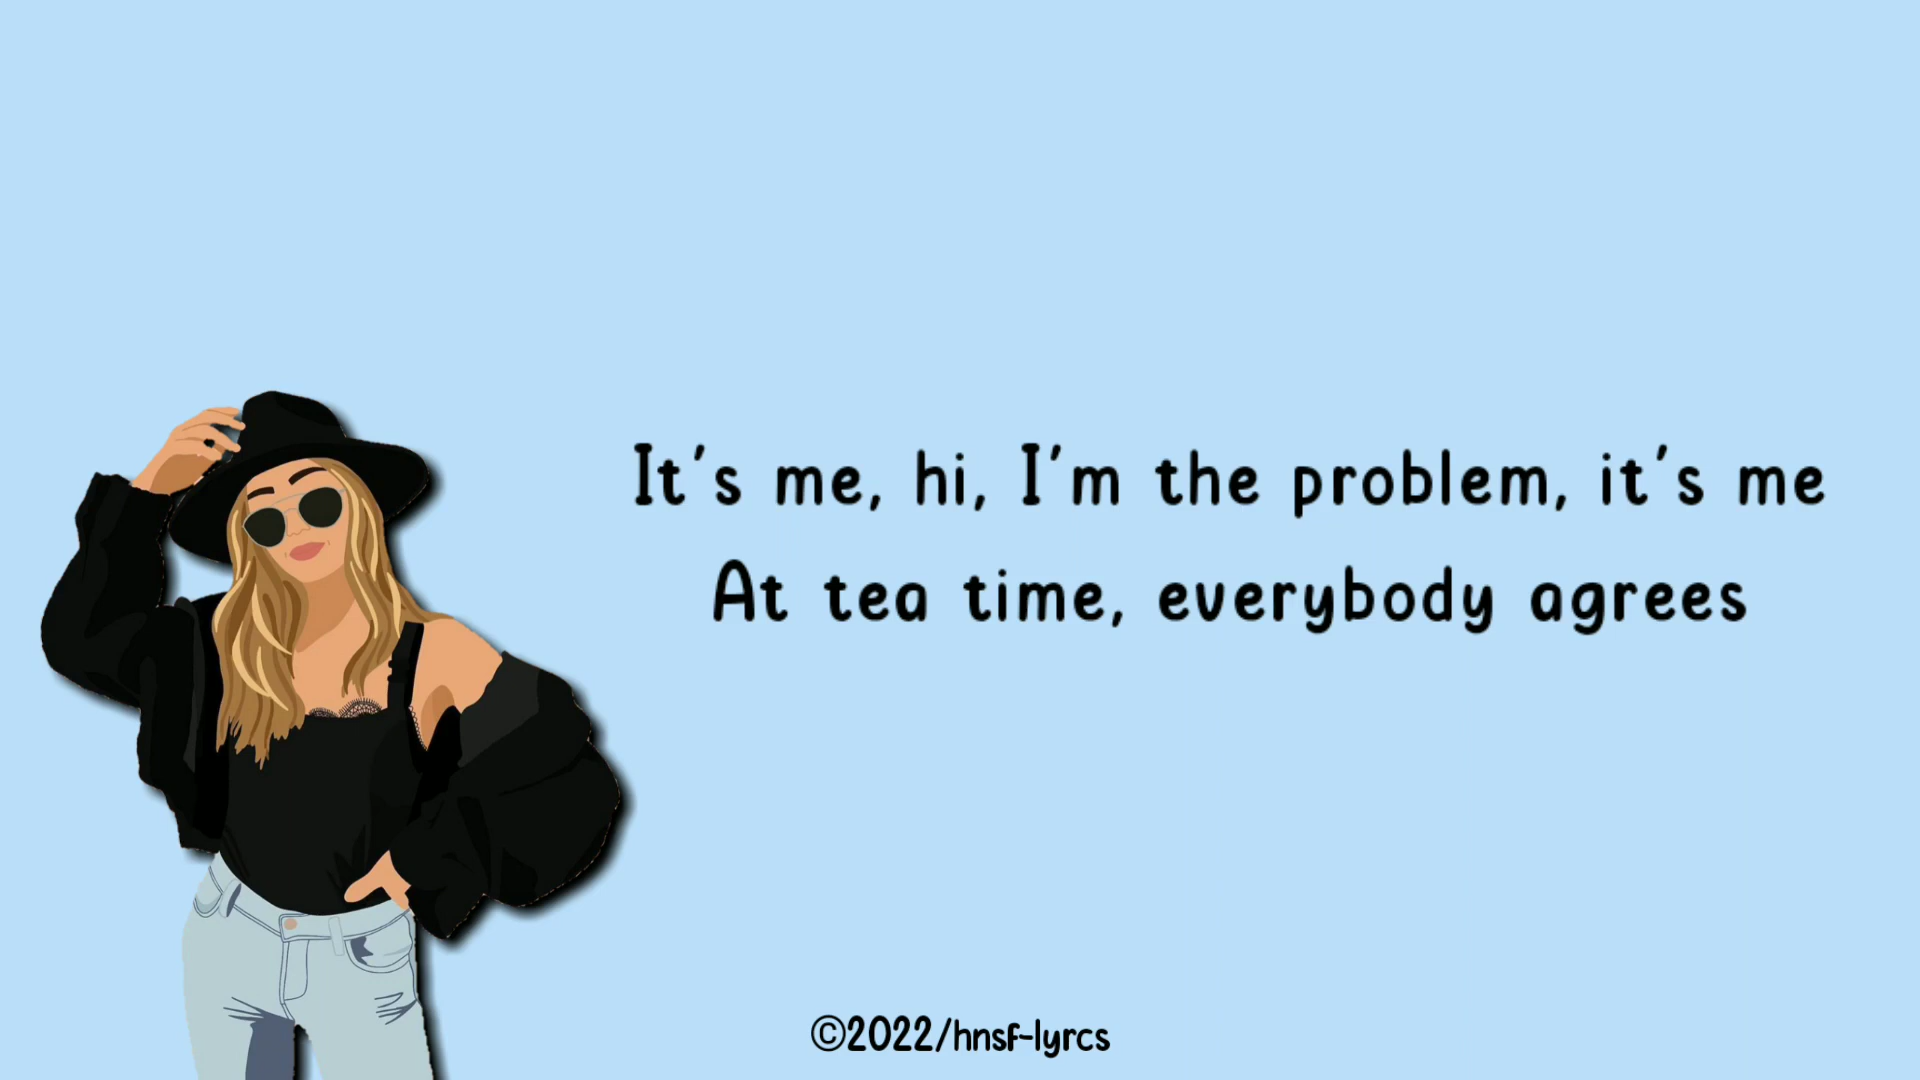 It's me, hi, I'm the problem, it's me
At tea time, everybody agrees
©2022/hnsf-lyrcs